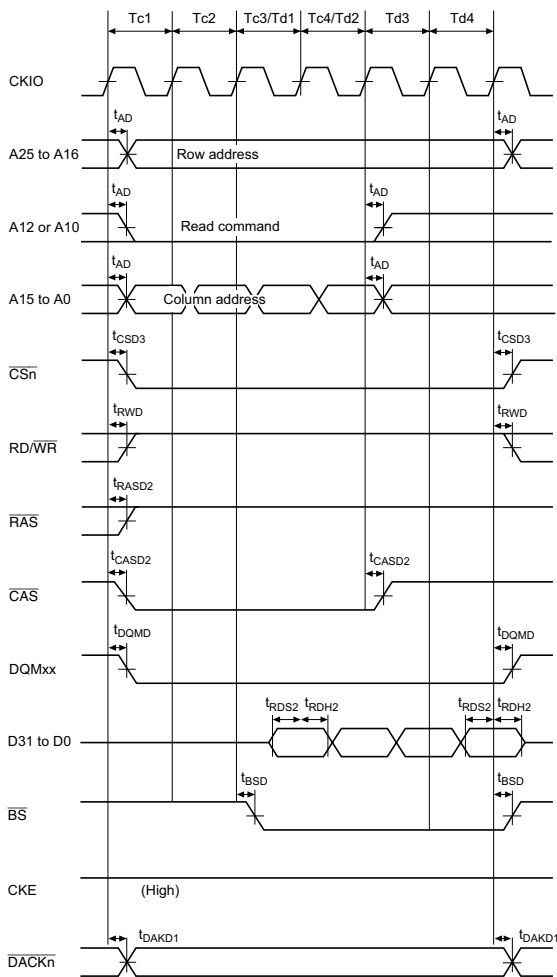 Tc1 Tc2 Tc3/Td1 Tc4/Td2 Td3 Td4
CKIO
tAD tAD
A25 to A16 Row address
tAD tAD
A12 or A10 Read command
tAD tAD
A15 to A0 Column address
tCSD3 tCSD3
CSn
tRWD tRWD
RD/WR
tRASD2
RAS
tCASD2 tCASD2
CAS
tDQMD tDQMD
DQMxx
tRDS2 tRDH2 tRDS2 tRDH2
D31 to D0
tBSD tBSD
BS
CKE (High)
tDAKD1 tDAKD1
DACKn